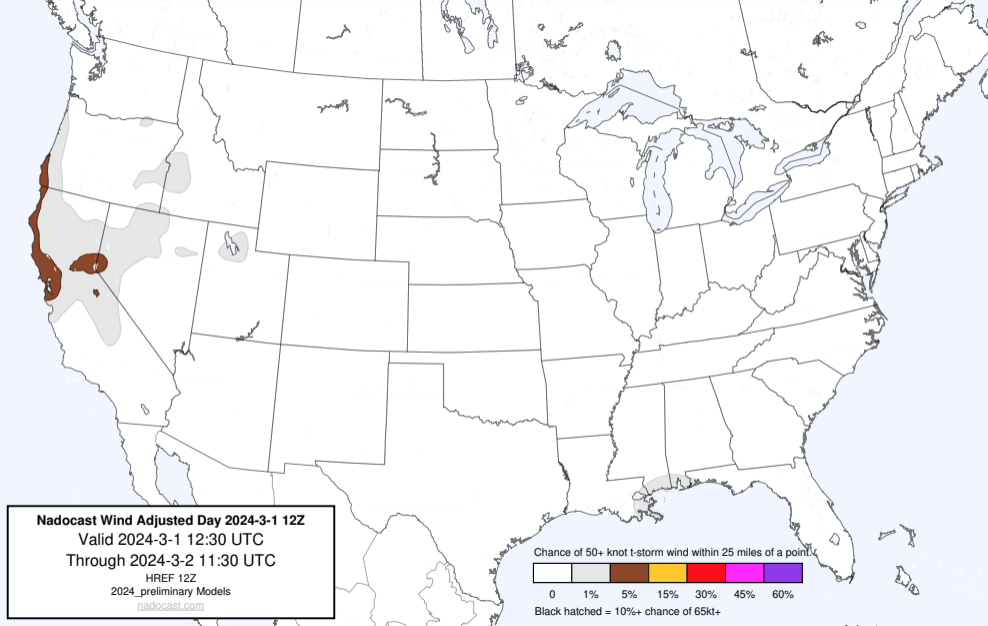 Nadocast Wind Adjusted Day 2024-3-1 12Z
Valid 2024-3-1 12:30 UTC
Through 2024-3-2 11:30 UTC
HREF 12Z
2024_preliminary Models
nadocast.com
Chance of 50+ knot t-storm wind within 25 miles of a point.
0 1% 5% 15% 30% 45% 60%
Black hatched = 10%+ chance of 65kt+